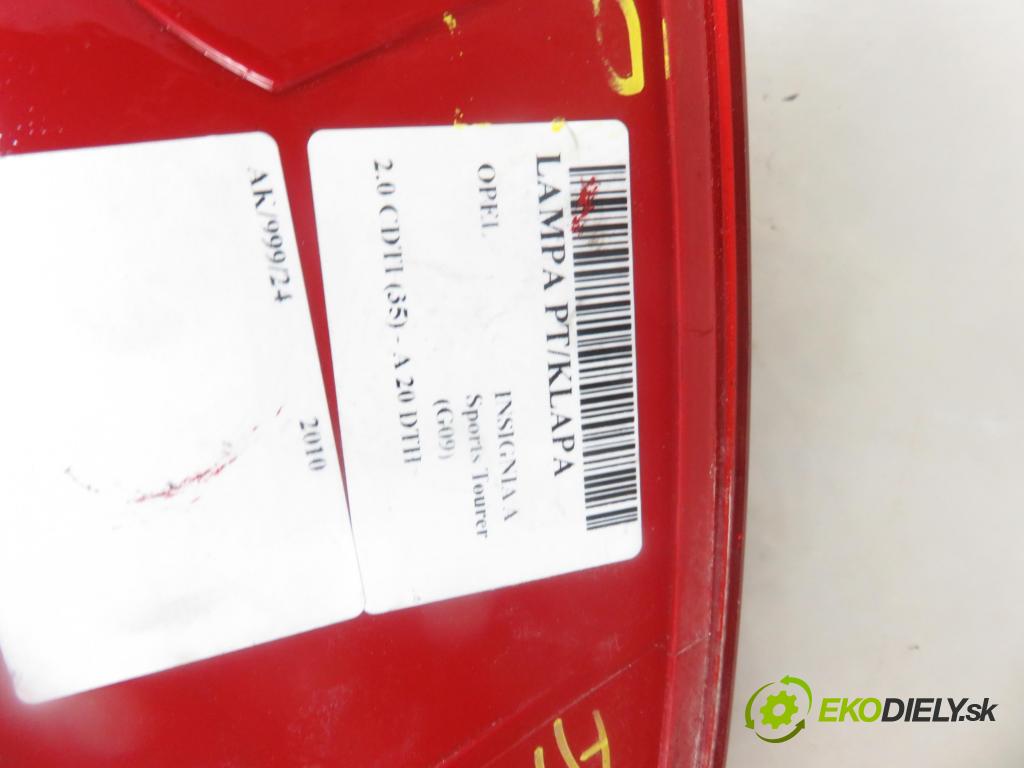 LAMPA PT/KLAPA
OPEL
INSIGNIA A
Sports Tourer
(G09)
2.0 CDTI (35) - A 20 DTH
2010
AK/999/24
EKODIELY.sk